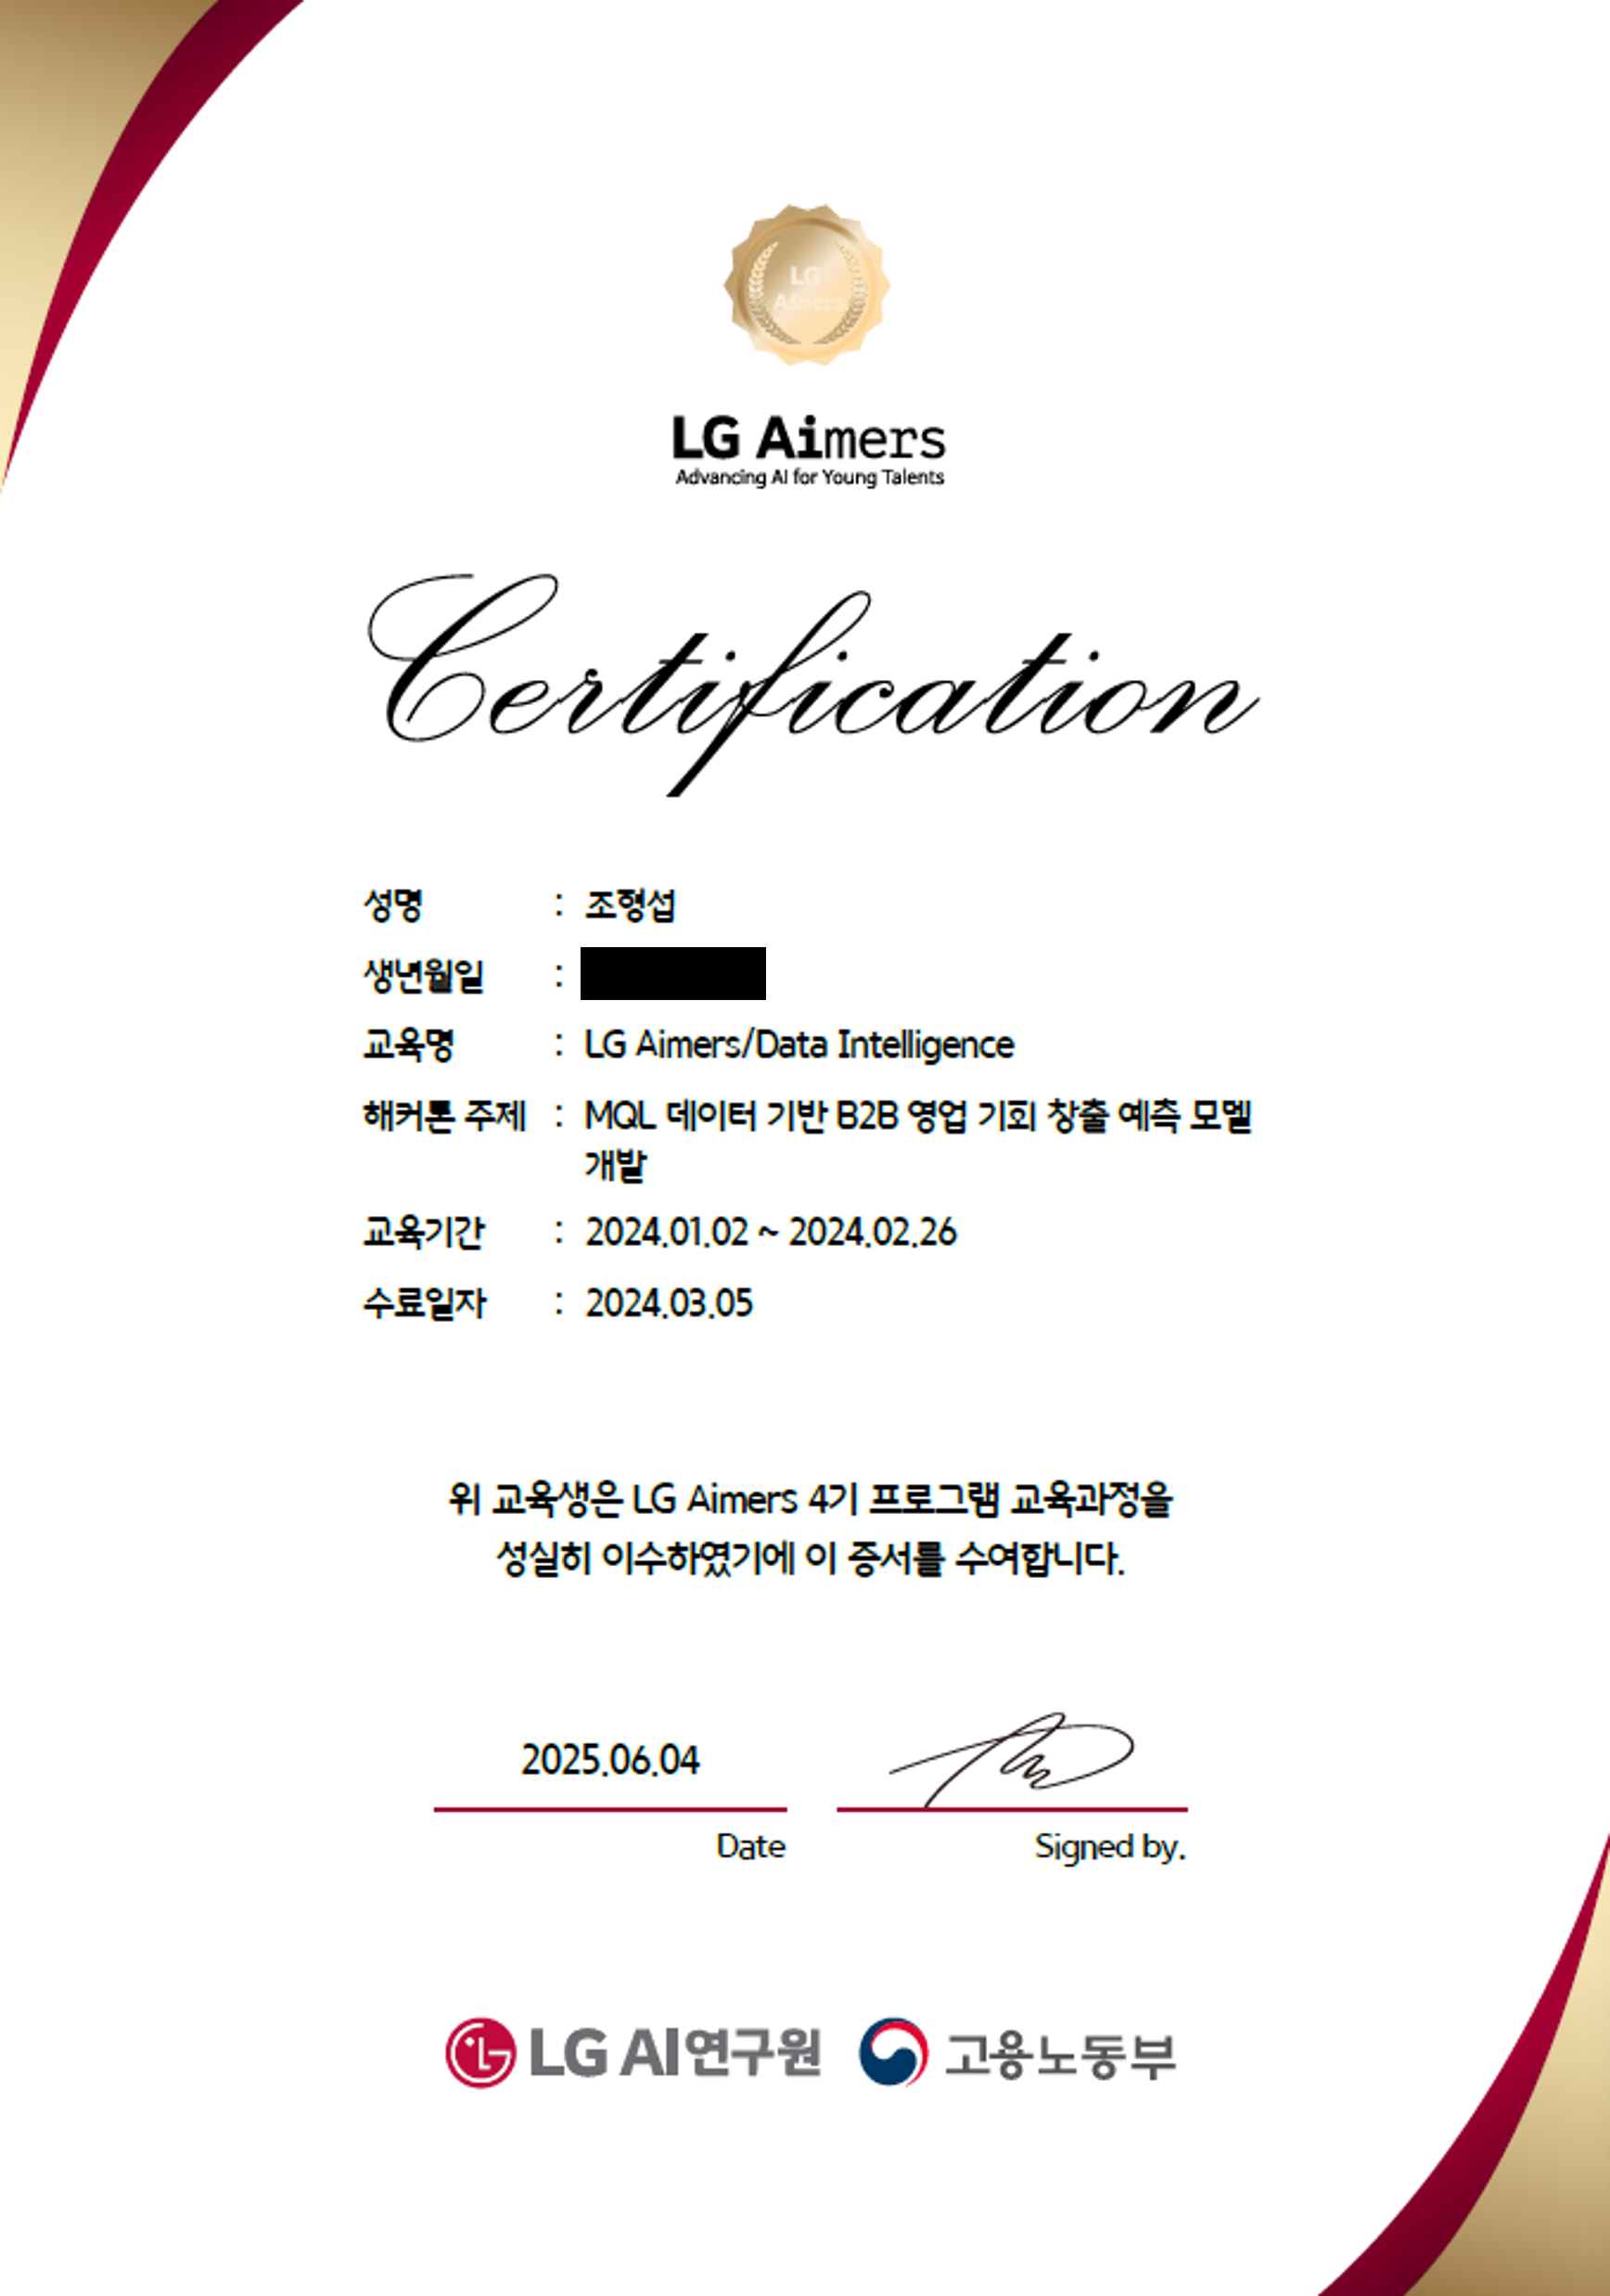 LG
Aimers
LG Aimers
Advancing AI for Young Talents
Certification
성명 : 조형섭
생년월일 :
교육명 : LG Aimers/Data Intelligence
해커톤 주제 : MQL 데이터 기반 B2B 영업 기회 창출 예측 모델
개발
교육기간 : 2024.01.02 ~ 2024.02.26
수료일자 : 2024.03.05
위 교육생은 LG Aimers 4기 프로그램 교육과정을
성실히 이수하였기에 이 증서를 수여합니다.
2025.06.04
Date Signed by.
LG AI연구원 고용노동부